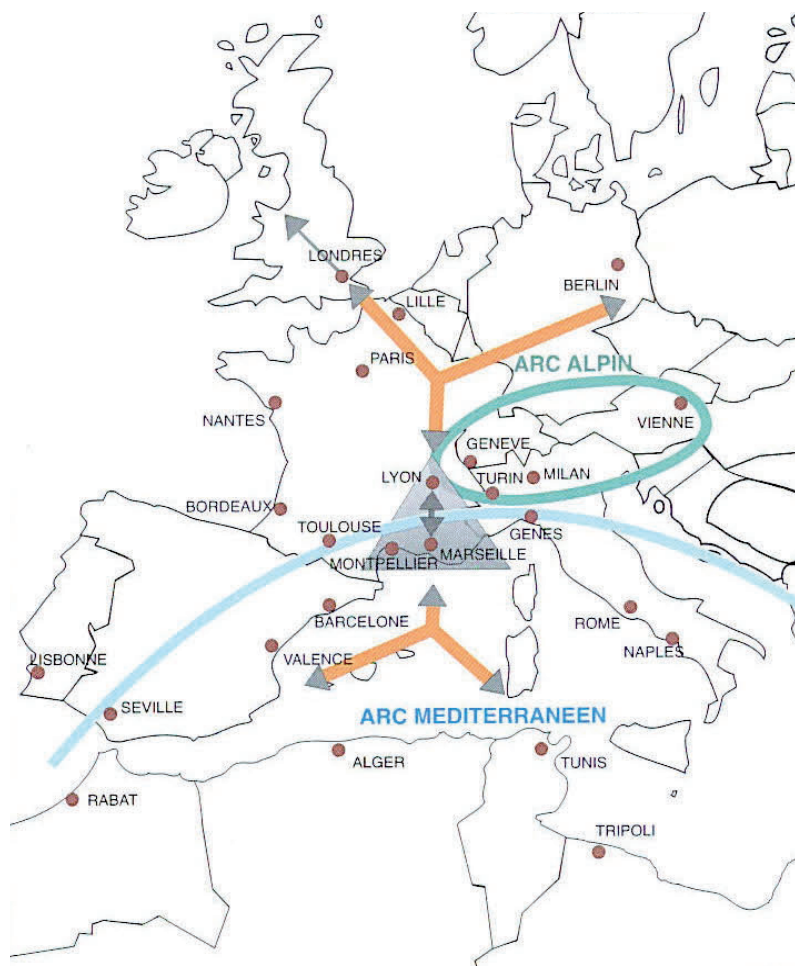 LONDRES
BERLIN
LILLE
PARIS
ARC ALPIN
NANTES
VIENNE
GENEVE
LYON
TURIN
MILAN
BORDEAUX
TOULOUSE
GENES
MONTPELLIER
MARSEILLE
BARCELONE
ROME
VALENCE
NAPLES
LISBONNE
SEVILLE
ARC MEDITERRANEEN
ALGER
TUNIS
RABAT
TRIPOLI